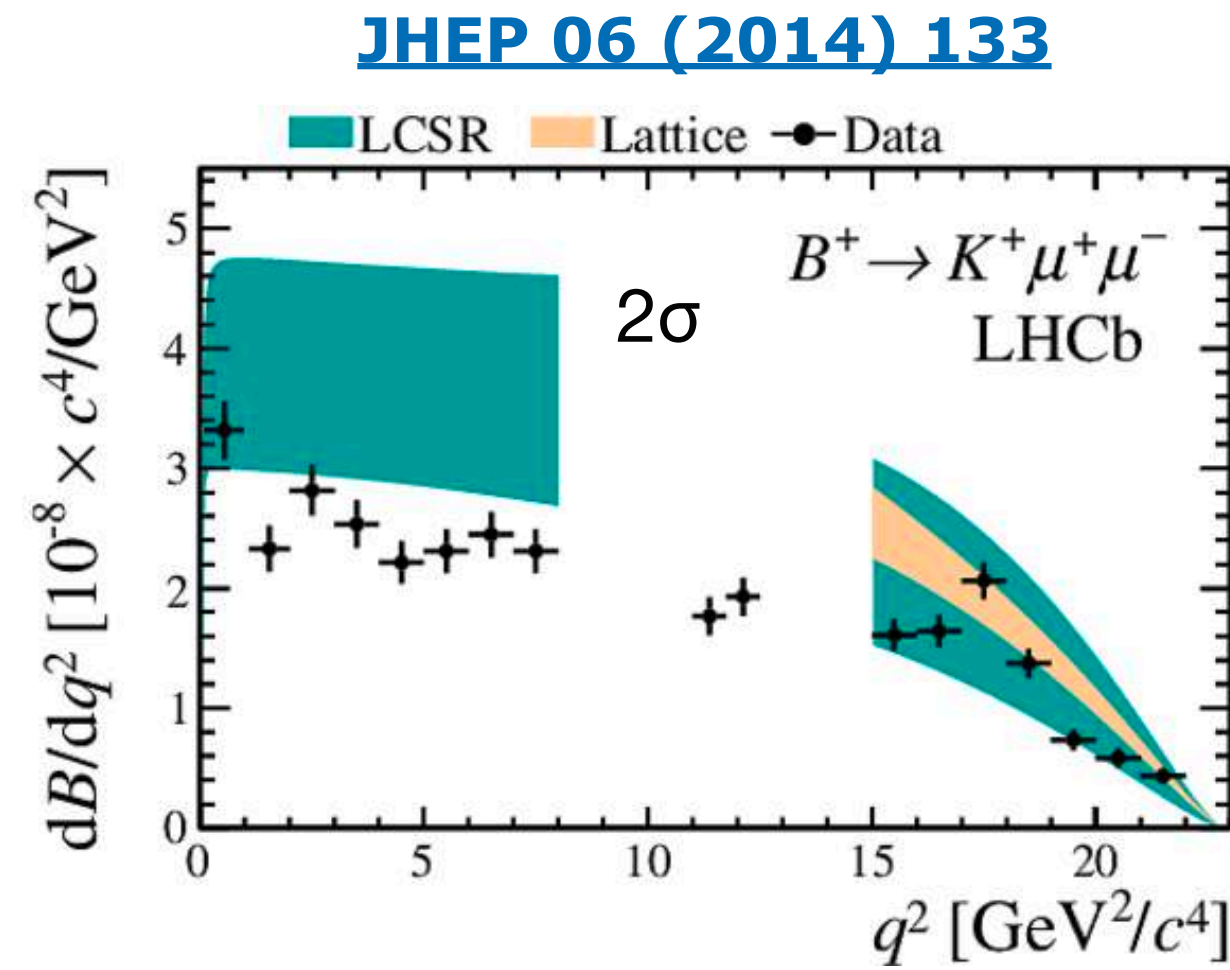 JHEP 06 (2014) 133
LCSR Lattice Data
dB/dq² [10⁻⁸ × c⁴/GeV²]
5
4
3
2
1
0
B⁺→ K⁺μ⁺μ⁻
LHCb
2σ
0 5 10 15 20
q² [GeV²/c⁴]